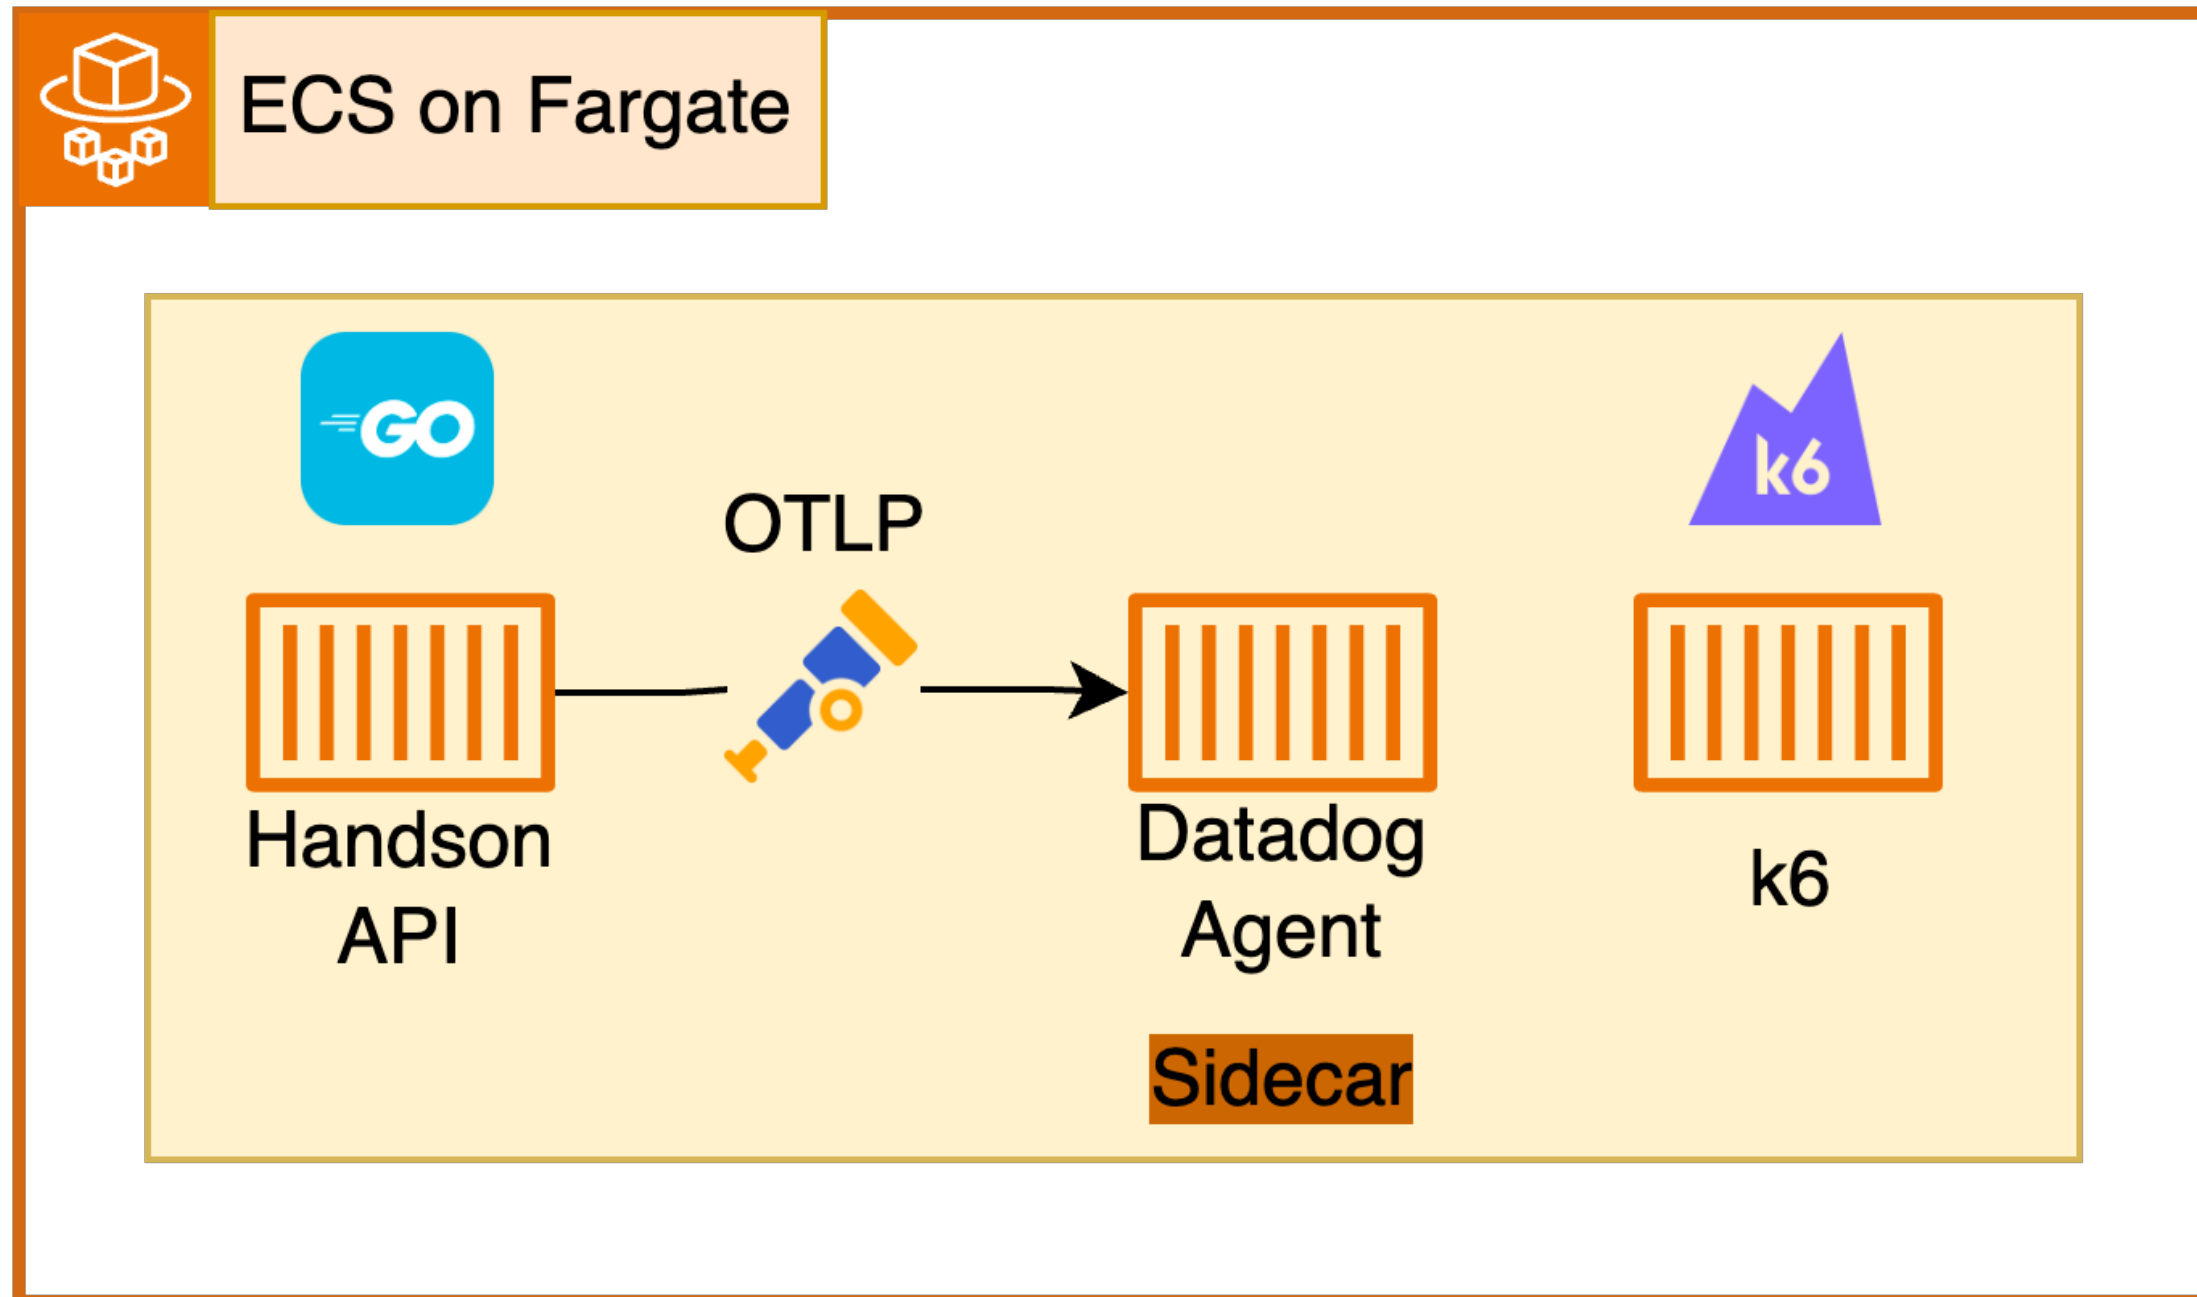 ECS on Fargate
GO
k6
OTLP
Handson
API
Datadog
Agent
k6
Sidecar